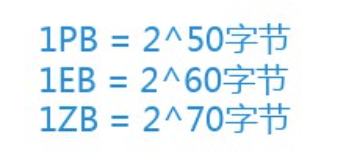 1PB = 2^50字节
1EB = 2^60字节
1ZB = 2^70字节